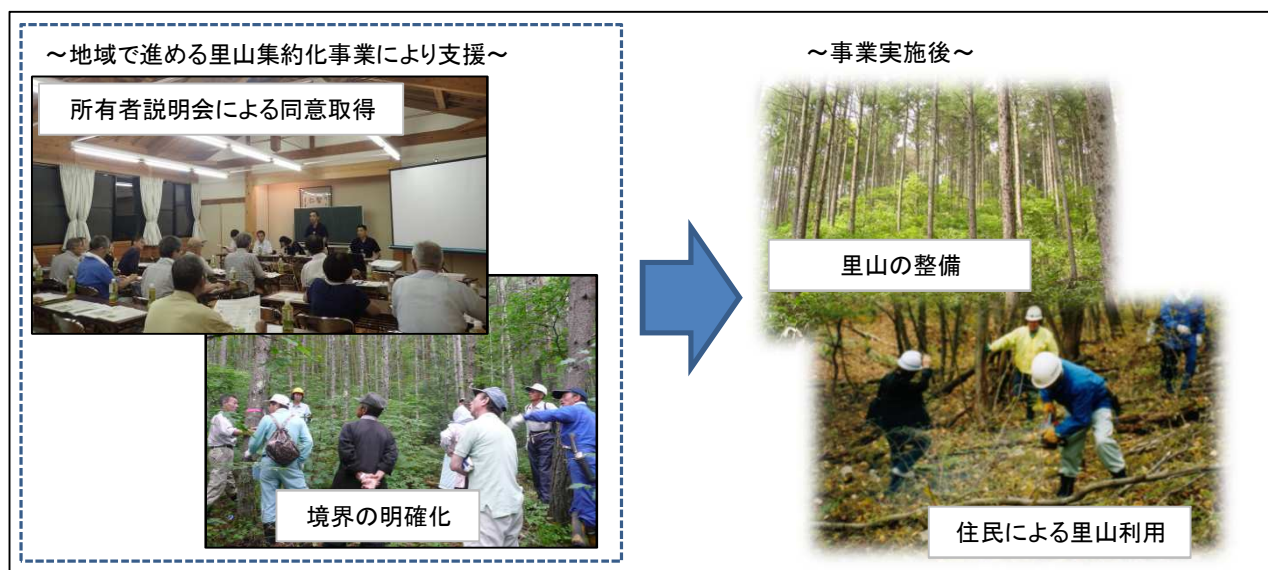 ～地域で進める里山集約化事業により支援～
所有者説明会による同意取得
境界の明確化
～事業実施後～
里山の整備
住民による里山利用